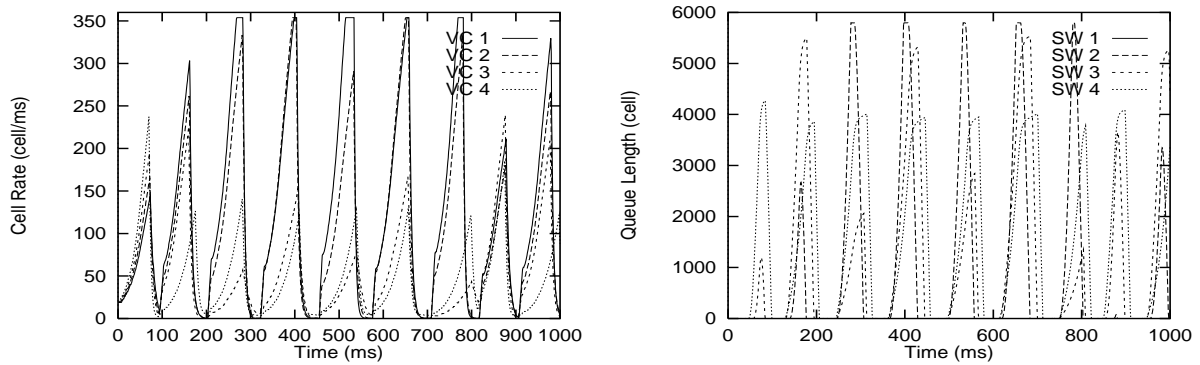 Cell Rate (cell/ms)
350
300
250
200
150
100
50
0
0 100 200 300 400 500 600 700 800 900 1000
Time (ms)
VC 1
VC 2
VC 3
VC 4
Queue Length (cell)
6000
5000
4000
3000
2000
1000
0
0 200 400 600 800 1000
Time (ms)
SW 1
SW 2
SW 3
SW 4